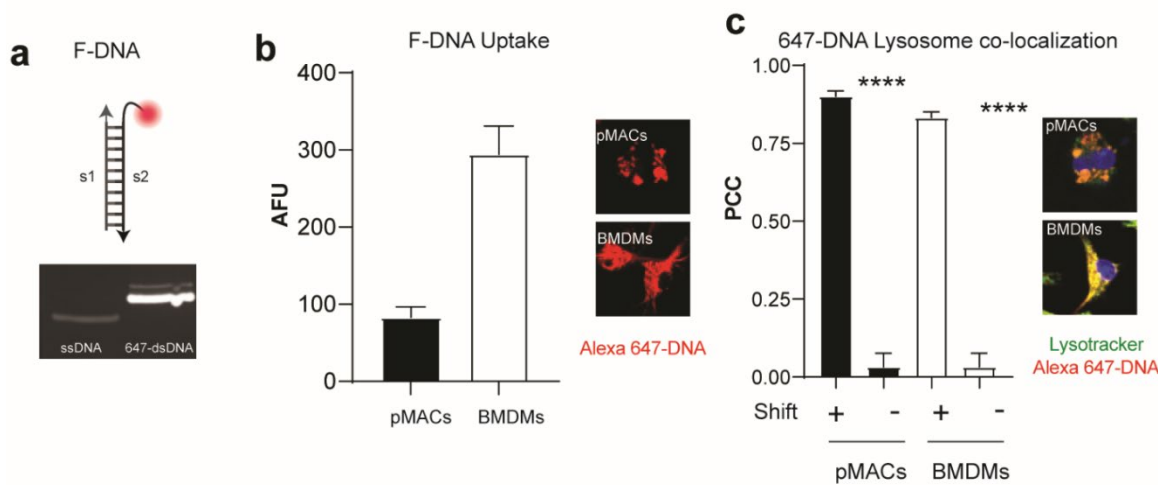 a
F-DNA
s1
s2
ssDNA
647-dsDNA
b
F-DNA Uptake
AFU
400
300
200
100
0
pMACs
BMDMs
pMACs
BMDMs
Alexa 647-DNA
c
647-DNA Lysosome co-localization
PCC
1.00
0.75
0.50
0.25
0.00
****
****
Shift + - + -
pMACs BMDMs
pMACs
BMDMs
Lysotracker
Alexa 647-DNA